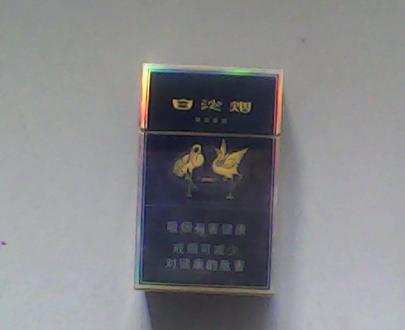 白沙烟
吸烟有害健康
戒烟可减少
对健康的危害